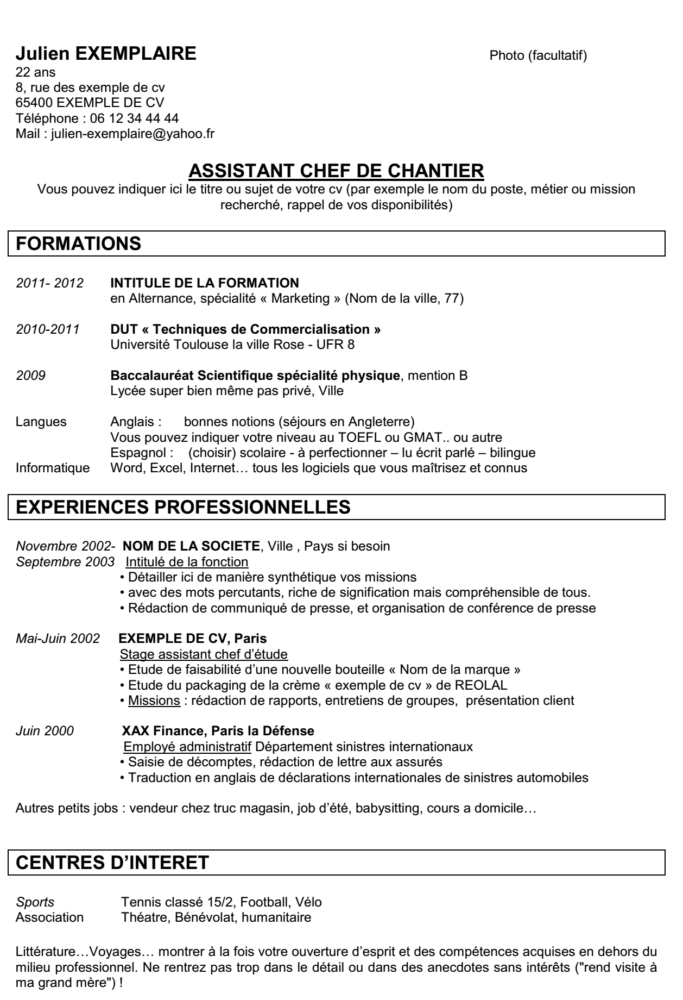 Julien EXEMPLAIRE Photo (facultatif)
22 ans
8, rue des exemple de cv
65400 EXEMPLE DE CV
Téléphone : 06 12 34 44 44
Mail : julien-exemplaire@yahoo.fr
ASSISTANT CHEF DE CHANTIER
Vous pouvez indiquer ici le titre ou sujet de votre cv (par exemple le nom du poste, métier ou mission
recherché, rappel de vos disponibilités)
FORMATIONS
2011- 2012 INTITULE DE LA FORMATION
en Alternance, spécialité « Marketing » (Nom de la ville, 77)
2010-2011 DUT « Techniques de Commercialisation »
Université Toulouse la ville Rose - UFR 8
2009 Baccalauréat Scientifique spécialité physique, mention B
Lycée super bien même pas privé, Ville
Langues Anglais : bonnes notions (séjours en Angleterre)
Vous pouvez indiquer votre niveau au TOEFL ou GMAT.. ou autre
Espagnol : (choisir) scolaire - à perfectionner – lu écrit parlé – bilingue
Informatique Word, Excel, Internet… tous les logiciels que vous maîtrisez et connus
EXPERIENCES PROFESSIONNELLES
Novembre 2002- NOM DE LA SOCIETE, Ville , Pays si besoin
Septembre 2003 Intitulé de la fonction
• Détailler ici de manière synthétique vos missions
• avec des mots percutants, riche de signification mais compréhensible de tous.
• Rédaction de communiqué de presse, et organisation de conférence de presse
Mai-Juin 2002 EXEMPLE DE CV, Paris
Stage assistant chef d’étude
• Etude de faisabilité d’une nouvelle bouteille « Nom de la marque »
• Etude du packaging de la crème « exemple de cv » de REOLAL
• Missions : rédaction de rapports, entretiens de groupes, présentation client
Juin 2000 XAX Finance, Paris la Défense
Employé administratif Département sinistres internationaux
• Saisie de décomptes, rédaction de lettre aux assurés
• Traduction en anglais de déclarations internationales de sinistres automobiles
Autres petits jobs : vendeur chez truc magasin, job d’été, babysitting, cours a domicile…
CENTRES D’INTERET
Sports Tennis classé 15/2, Football, Vélo
Association Théatre, Bénévolat, humanitaire
Littérature…Voyages… montrer à la fois votre ouverture d’esprit et des compétences acquises en dehors du
milieu professionnel. Ne rentrez pas trop dans le détail ou dans des anecdotes sans intérêts ("rend visite à
ma grand mère") !